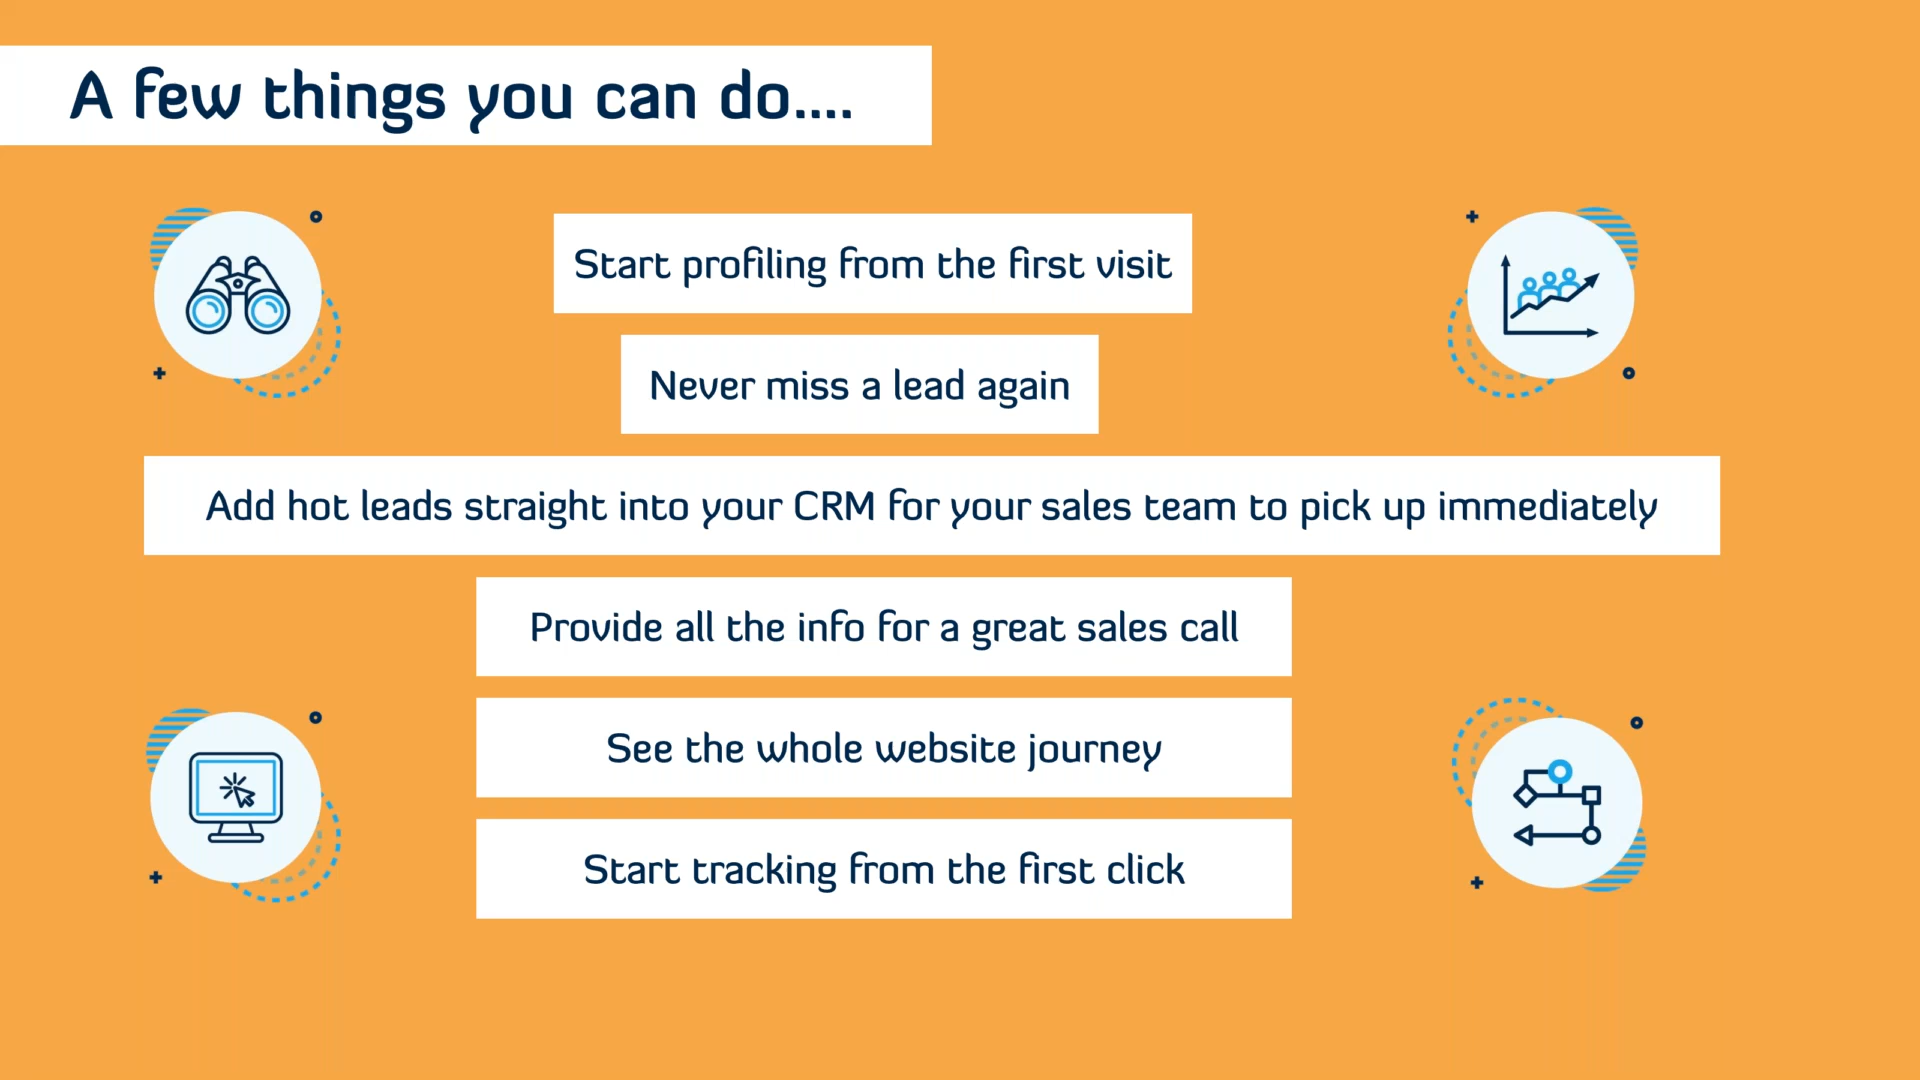 A few things you can do....
Start profiling from the first visit
Never miss a lead again
Add hot leads straight into your CRM for your sales team to pick up immediately
Provide all the info for a great sales call
See the whole website journey
Start tracking from the first click